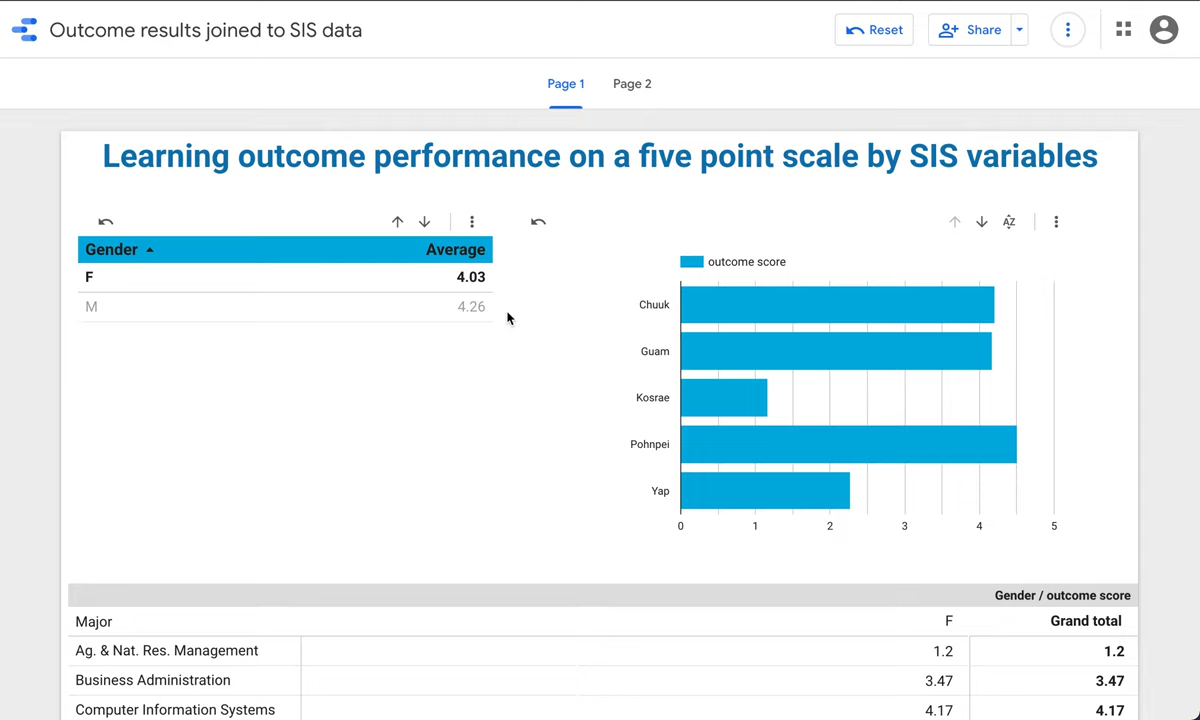 Outcome results joined to SIS data
Reset
Share
Page 1 Page 2
Learning outcome performance on a five point scale by SIS variables
Gender Average
F 4.03
M 4.26
AZ
outcome score
Chuuk
Guam
Kosrae
Pohnpei
Yap
0 1 2 3 4 5
Gender / outcome score
Major F Grand total
Ag. & Nat. Res. Management 1.2 1.2
Business Administration 3.47 3.47
Computer Information Systems 4.17 4.17